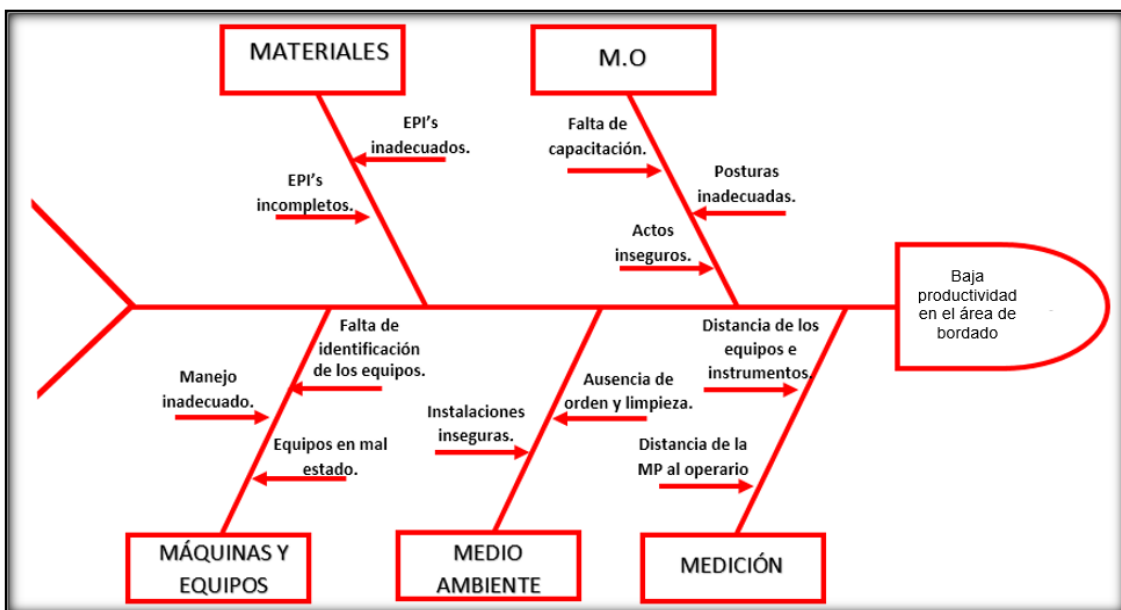 MATERIALES
M.O
EPI’s
inadecuados.
EPI’s
incompletos.
Falta de
capacitación.
Posturas
inadecuadas.
Actos
inseguros.
Baja
productividad
en el área de
bordado
Falta de
identificación
de los equipos.
Manejo
inadecuado.
Equipos en mal
estado.
Ausencia de
orden y limpieza.
Instalaciones
inseguras.
Distancia de los
equipos e
instrumentos.
Distancia de la
MP al operario
MÁQUINAS Y
EQUIPOS
MEDIO
AMBIENTE
MEDICIÓN